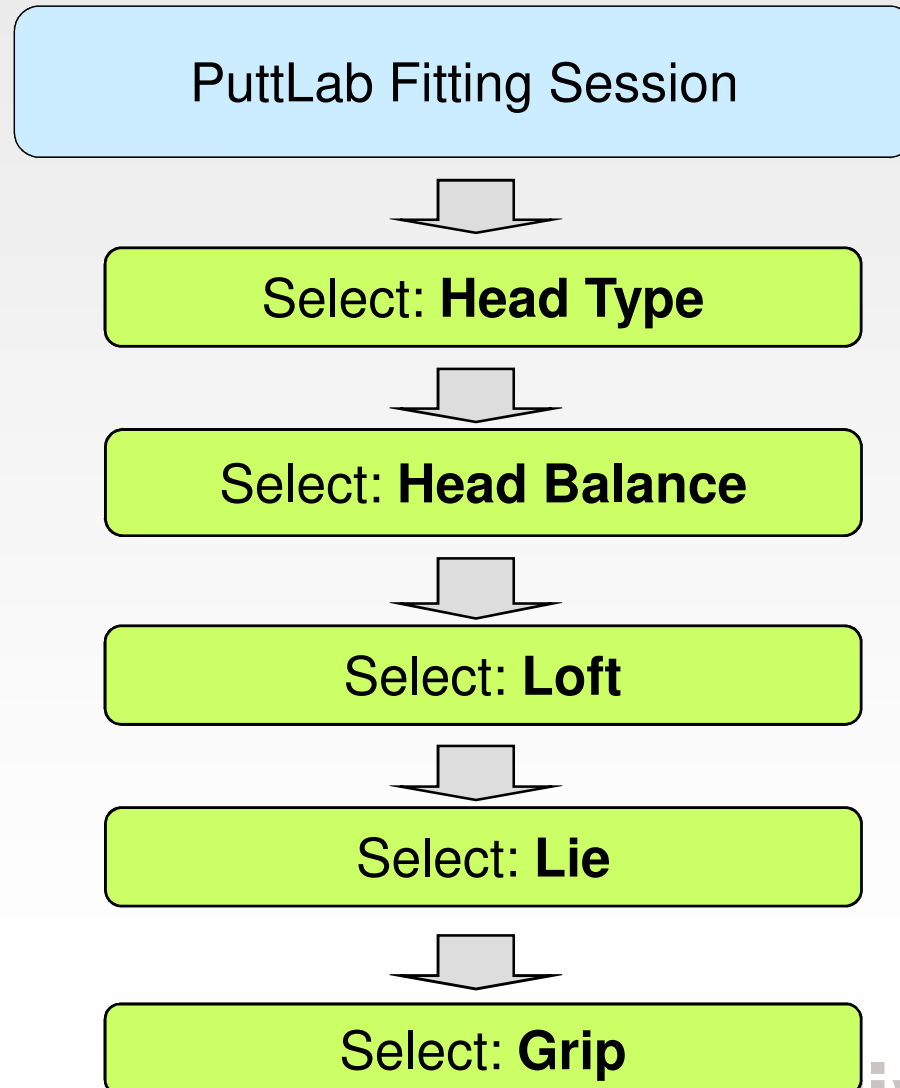 PuttLab Fitting Session
Select: Head Type
Select: Head Balance
Select: Loft
Select: Lie
Select: Grip